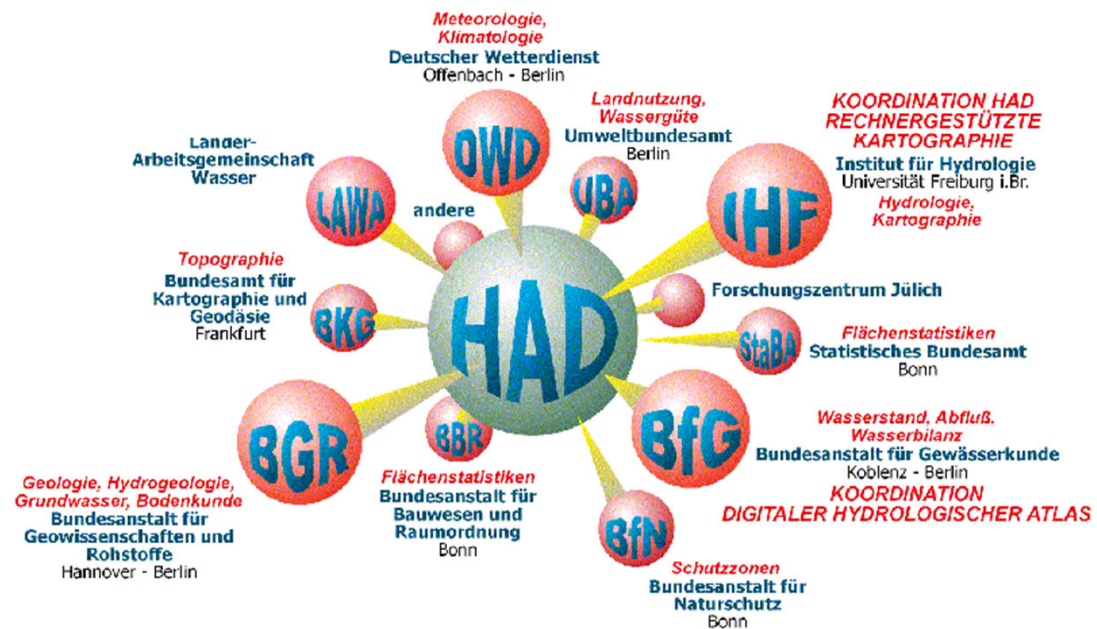 Meteorologie,
Klimatologie
Deutscher Wetterdienst
Offenbach - Berlin
DWD
Landnutzung,
Wassergüte
Umweltbundesamt
Berlin
UBA
KOORDINATION HAD
RECHNERGESTÜTZTE
KARTOGRAPHIE
Institut für Hydrologie
Universität Freiburg i.Br.
Hydrologie,
Kartographie
IHF
Lander-
Arbeitsgemeinschaft
Wasser
LAWA
andere
Topographie
Bundesamt für
Kartographie und
Geodäsie
Frankfurt
BKG
HAD
Forschungszentrum Jülich
StaBA
Flächenstatistiken
Statistisches Bundesamt
Bonn
BGR
Geologie, Hydrogeologie,
Grundwasser, Bodenkunde
Bundesanstalt für
Geowissenschaften und
Rohstoffe
Hannover - Berlin
BBR
Flächenstatistiken
Bundesanstalt für
Bauwesen und
Raumordnung
Bonn
BfG
Wasserstand, Abfluß,
Wasserbilanz
Bundesanstalt für Gewässerkunde
Koblenz - Berlin
KOORDINATION
DIGITALER HYDROLOGISCHER ATLAS
BfN
Schutzzonen
Bundesanstalt für
Naturschutz
Bonn